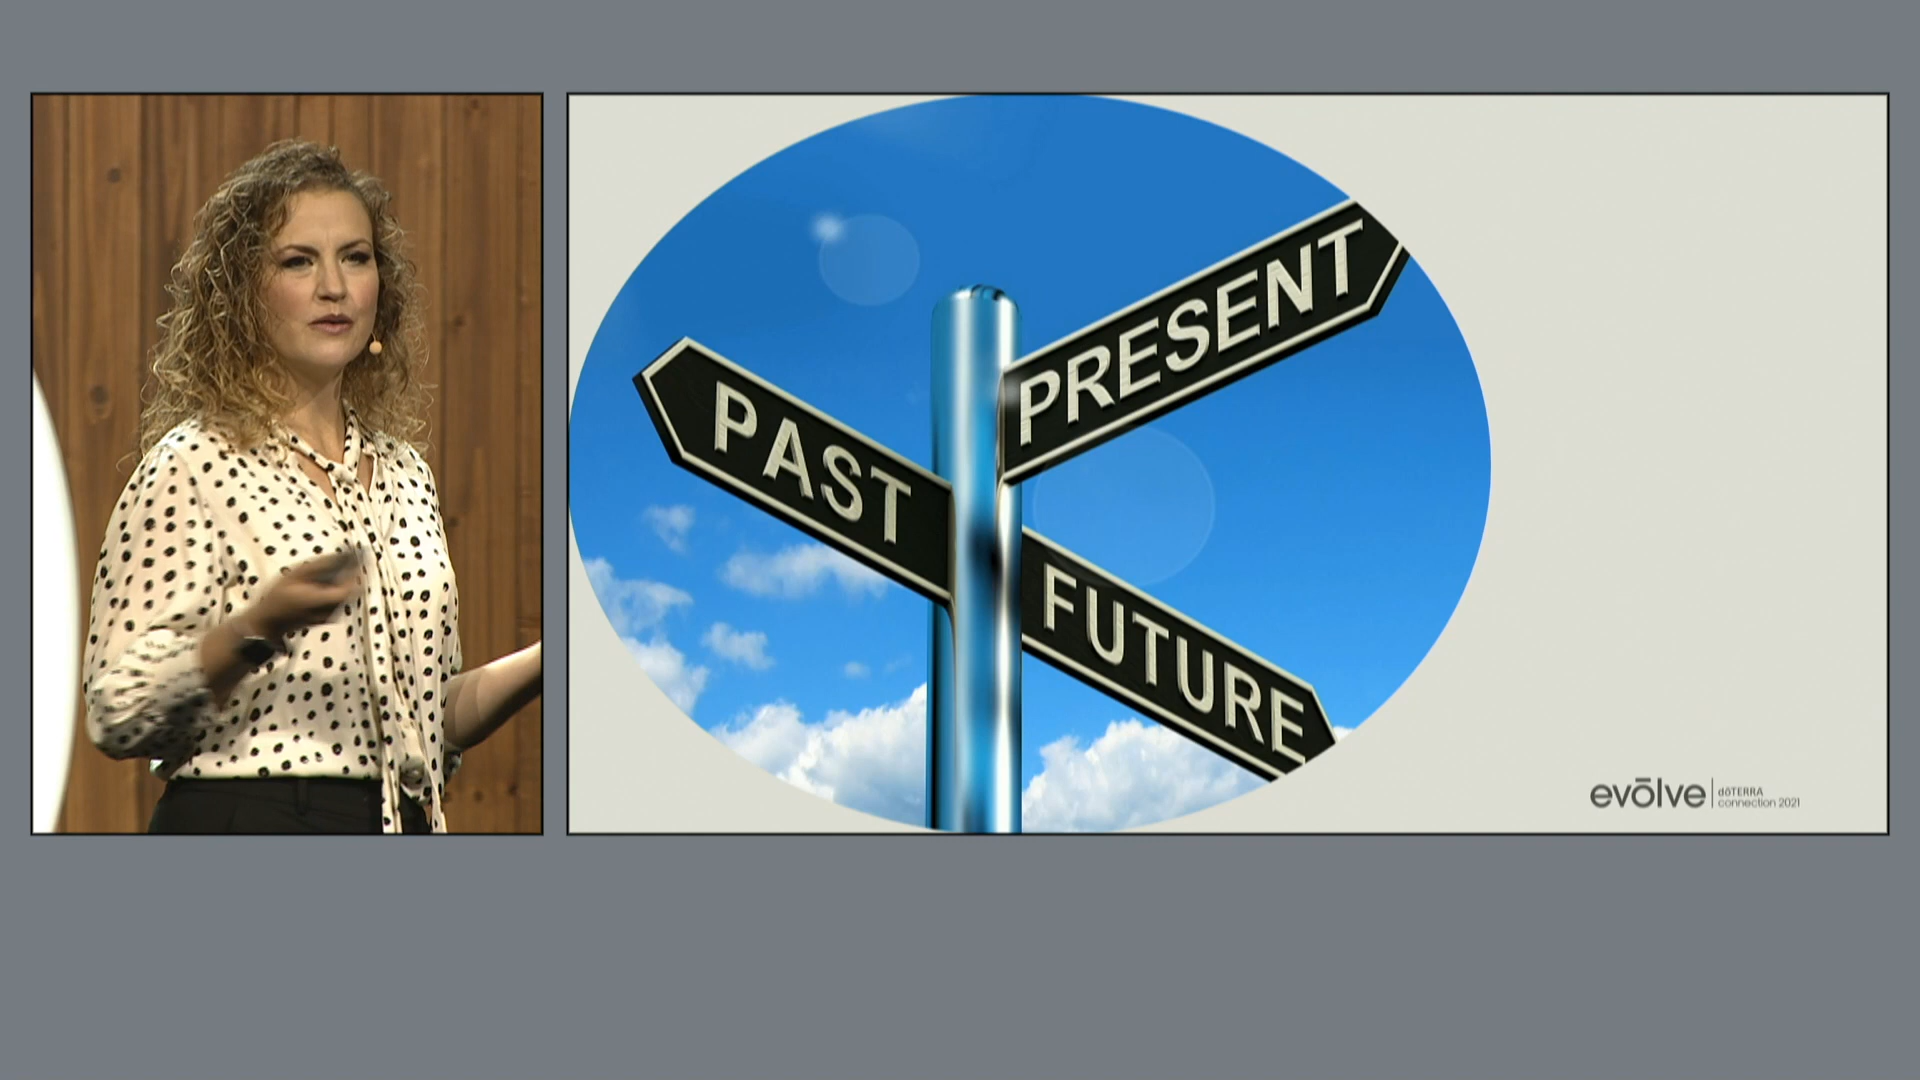 PRESENT
PAST
FUTURE
evōlve
dōTERRA
connection 2021